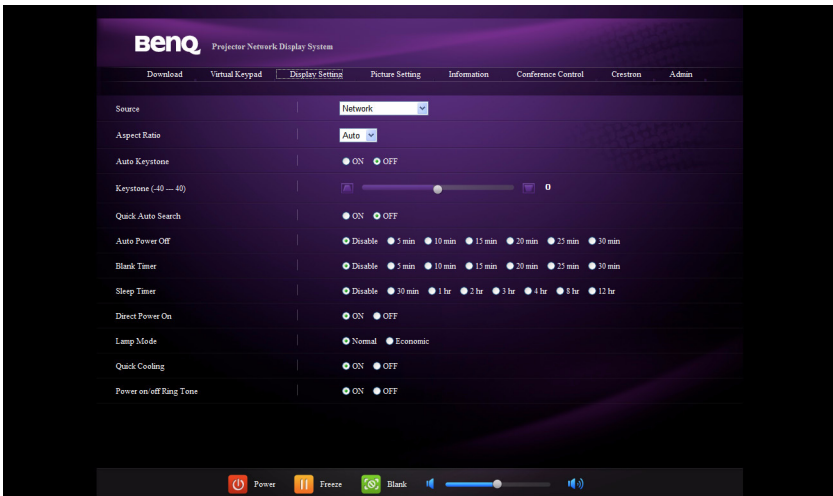 BenQ Projector Network Display System
Download Virtual Keypad Display Setting Picture Setting Information Conference Control Crestron Admin
Source Network
Aspect Ratio Auto
Auto Keystone ON OFF
Keystone (-40 --- 40) 0
Quick Auto Search ON OFF
Auto Power Off Disable 5 min 10 min 15 min 20 min 25 min 30 min
Blank Timer Disable 5 min 10 min 15 min 20 min 25 min 30 min
Sleep Timer Disable 30 min 1 hr 2 hr 3 hr 4 hr 8 hr 12 hr
Direct Power On ON OFF
Lamp Mode Normal Economic
Quick Cooling ON OFF
Power on/off Ring Tone ON OFF
Power Freeze Blank